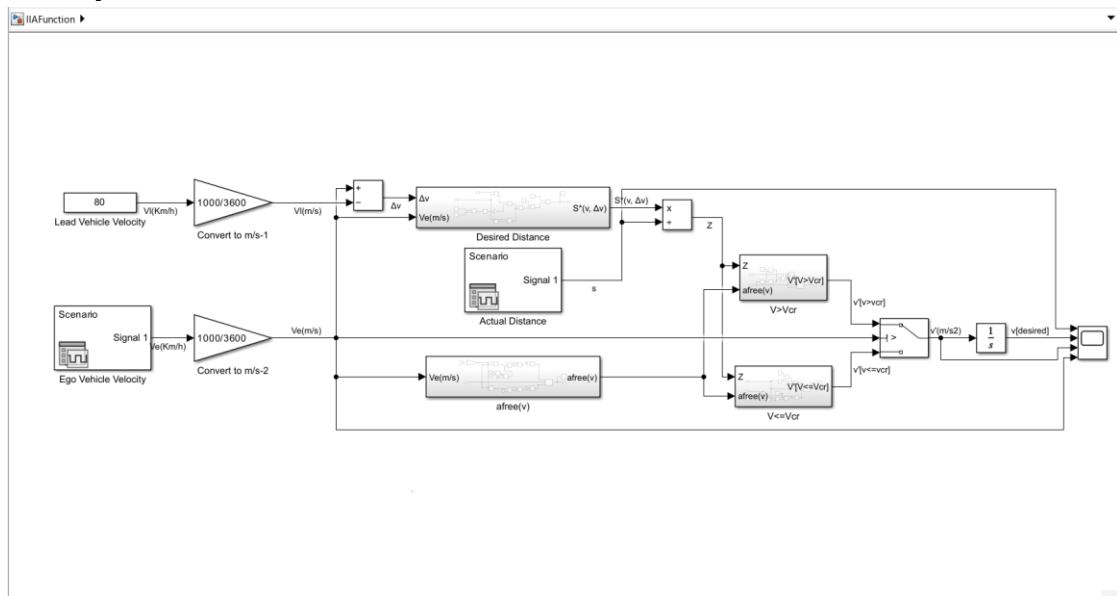 IIAFunction
80
Lead Vehicle Velocity
Vl(Km/h)
1000/3600
Convert to m/s-1
Vl(m/s)
+
−
Δv
Δv
Ve(m/s)
S*(v, Δv)
Desired Distance
S*(v, Δv)
×
÷
Z
Scenario
Signal 1
Actual Distance
s
Z
afree(v)
V'[V>Vcr]
V>Vcr
v'[v>vcr]
Scenario
Signal 1
Ego Vehicle Velocity
Ve(Km/h)
1000/3600
Convert to m/s-2
Ve(m/s)
>
v'(m/s2)
1
s
v[desired]
v'[v<=vcr]
Ve(m/s)
afree(v)
afree(v)
Z
afree(v)
V'[V<=Vcr]
V<=Vcr